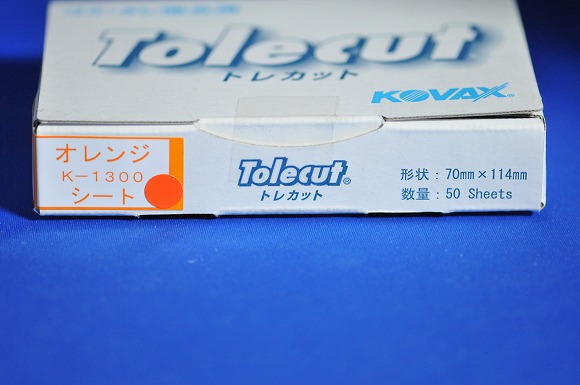 Tolecut
トレカット
KOVAX®
オレンジ
K-1300
シート
Tolecut®
トレカット
形状：70mm×114mm
数量：50 Sheets